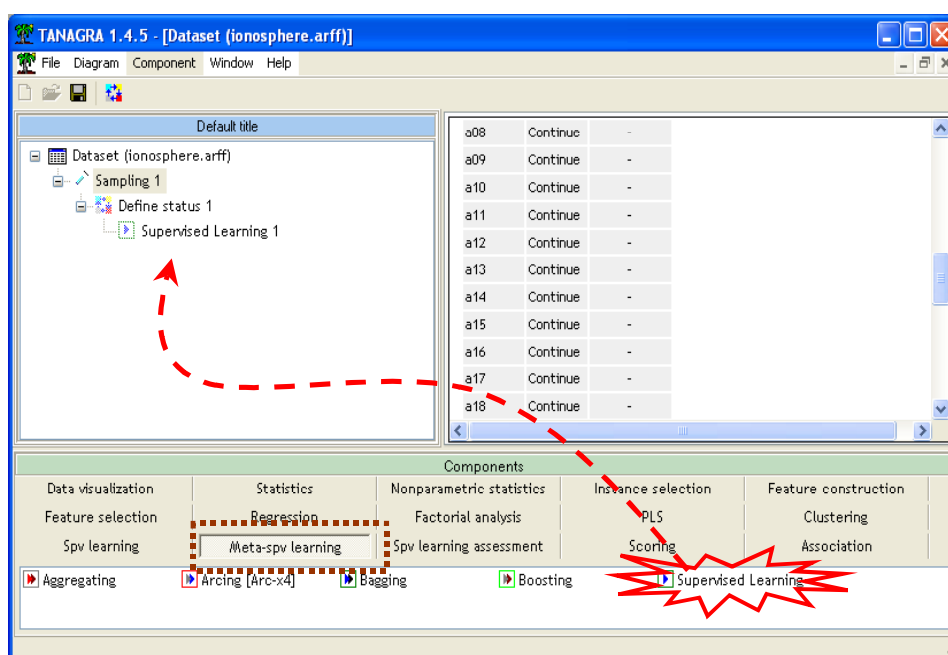 TANAGRA 1.4.5 - [Dataset (ionosphere.arff)]
File Diagram Component Window Help
Default title
Dataset (ionosphere.arff)
Sampling 1
Define status 1
Supervised Learning 1
a08 Continue -
a09 Continue -
a10 Continue -
a11 Continue -
a12 Continue -
a13 Continue -
a14 Continue -
a15 Continue -
a16 Continue -
a17 Continue -
a18 Continue -
Components
Data visualization Statistics Nonparametric statistics Instance selection Feature construction
Feature selection Regression Factorial analysis PLS Clustering
Spv learning Meta-spv learning Spv learning assessment Scoring Association
Aggregating Arcing [Arc-x4] Bagging Boosting Supervised Learning